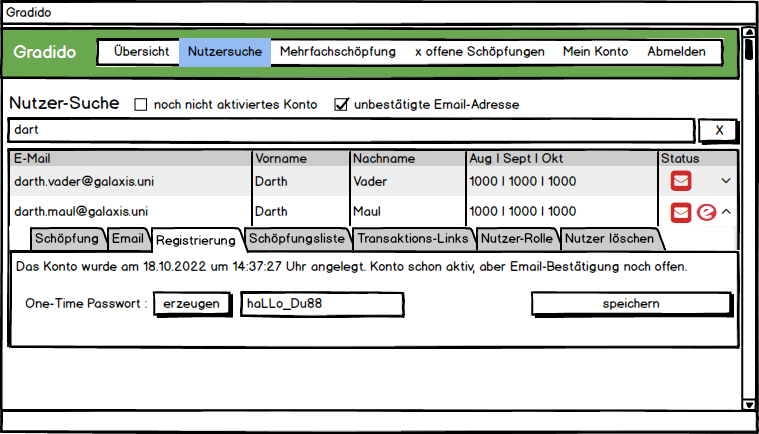 Gradido
Gradido Übersicht Nutzersuche Mehrfachschöpfung x offene Schöpfungen Mein Konto Abmelden
Nutzer-Suche noch nicht aktiviertes Konto unbestätigte Email-Adresse
dart X
E-Mail Vorname Nachname Aug | Sept | Okt Status
darth.vader@galaxis.uni Darth Vader 1000 | 1000 | 1000
darth.maul@galaxis.uni Darth Maul 1000 | 1000 | 1000
Schöpfung Email Registrierung Schöpfungsliste Transaktions-Links Nutzer-Rolle Nutzer löschen
Das Konto wurde am 18.10.2022 um 14:37:27 Uhr angelegt. Konto schon aktiv, aber Email-Bestätigung noch offen.
One-Time Passwort : erzeugen haLLo_Du88 speichern